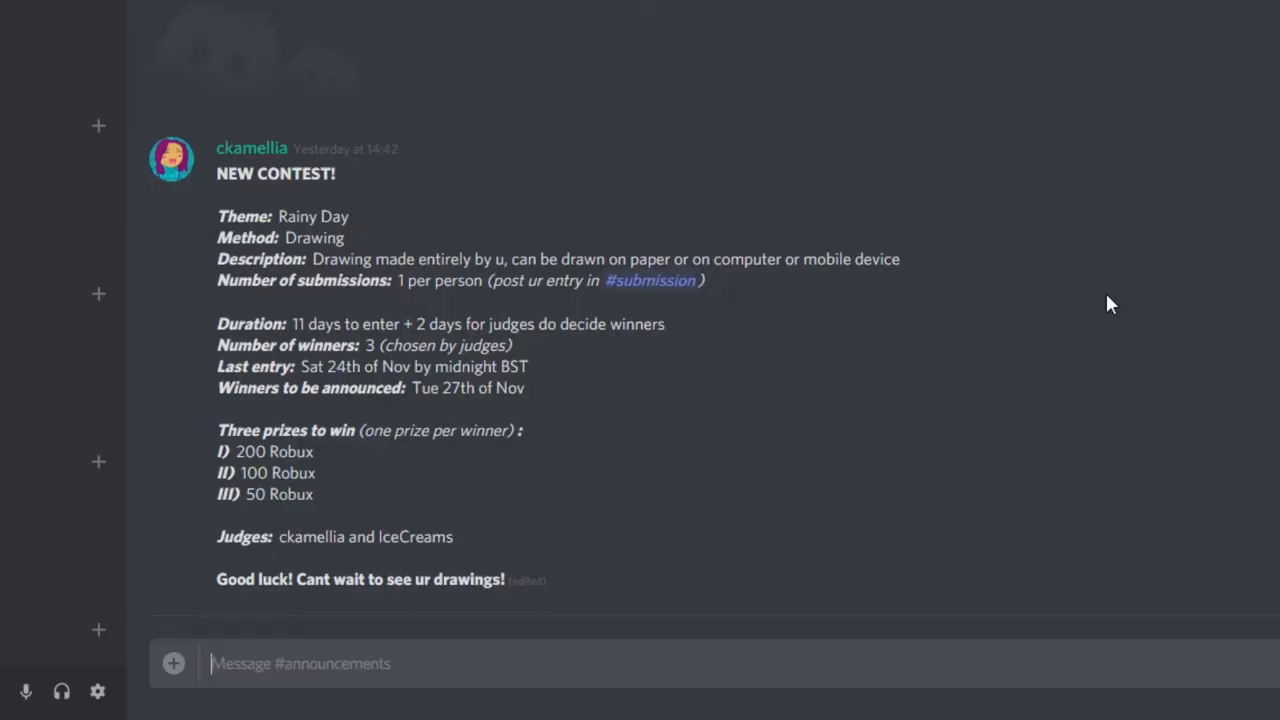 ckamellia Yesterday at 14:42
NEW CONTEST!
Theme: Rainy Day
Method: Drawing
Description: Drawing made entirely by u, can be drawn on paper or on computer or mobile device
Number of submissions: 1 per person (post ur entry in #submission )
Duration: 11 days to enter + 2 days for judges do decide winners
Number of winners: 3 (chosen by judges)
Last entry: Sat 24th of Nov by midnight BST
Winners to be announced: Tue 27th of Nov
Three prizes to win (one prize per winner) :
I) 200 Robux
II) 100 Robux
III) 50 Robux
Judges: ckamellia and IceCreams
Good luck! Cant wait to see ur drawings! (edited)
Message #announcements